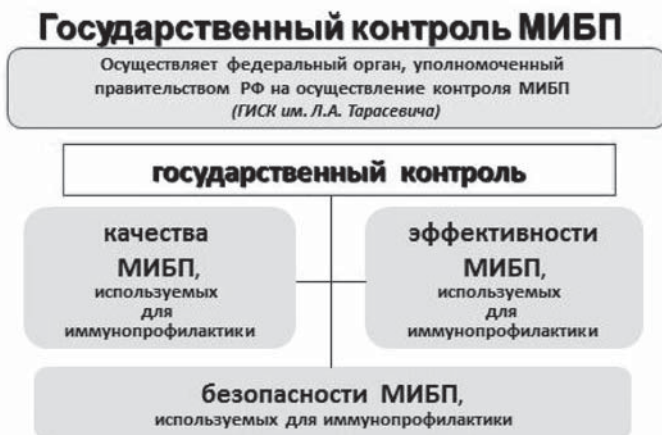 Государственный контроль МИБП
Осуществляет федеральный орган, уполномоченный
правительством РФ на осуществление контроля МИБП
(ГИСК им. Л.А. Тарасевича)
государственный контроль
качества
МИБП,
используемых
для
иммунопрофилактики
эффективности
МИБП,
используемых
для
иммунопрофилактики
безопасности МИБП,
используемых для иммунопрофилактики